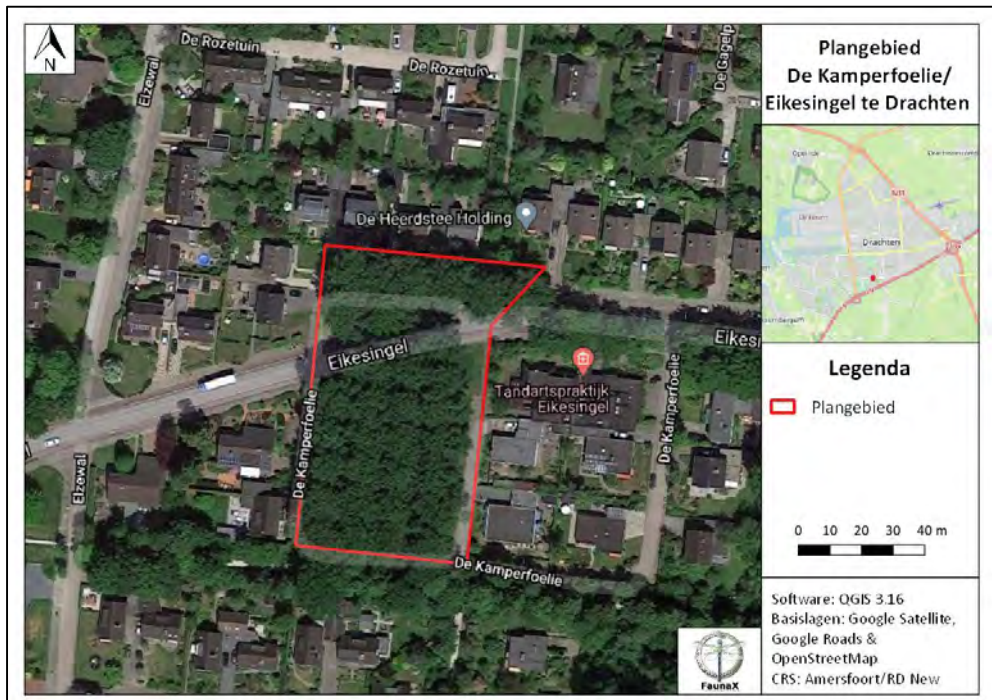 N
De Rozetuin
De Rozetuin
De Gagelp
Elzewal
De Heerdstee Holding
Eikesingel
Eikesi
Tandartspraktijk
Eikesingel
De Kamperfoelie
De Kamperfoelie
Elzewal
De Kamperfoelie
Plangebied
De Kamperfoelie/
Eikesingel te Drachten
Drachten
Legenda
Plangebied
0 10 20 30 40 m
Software: QGIS 3.16
Basislagen: Google Satellite,
Google Roads &
OpenStreetMap
CRS: Amersfoort/RD New
FaunaX